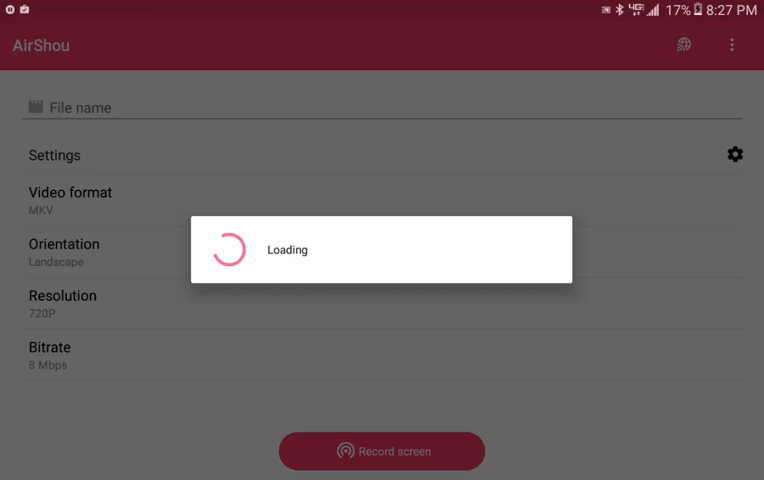 4G 17% 8:27 PM
AirShou
File name
Settings
Video format
MKV
Loading
Orientation
Landscape
Resolution
720P
Bitrate
8 Mbps
Record screen